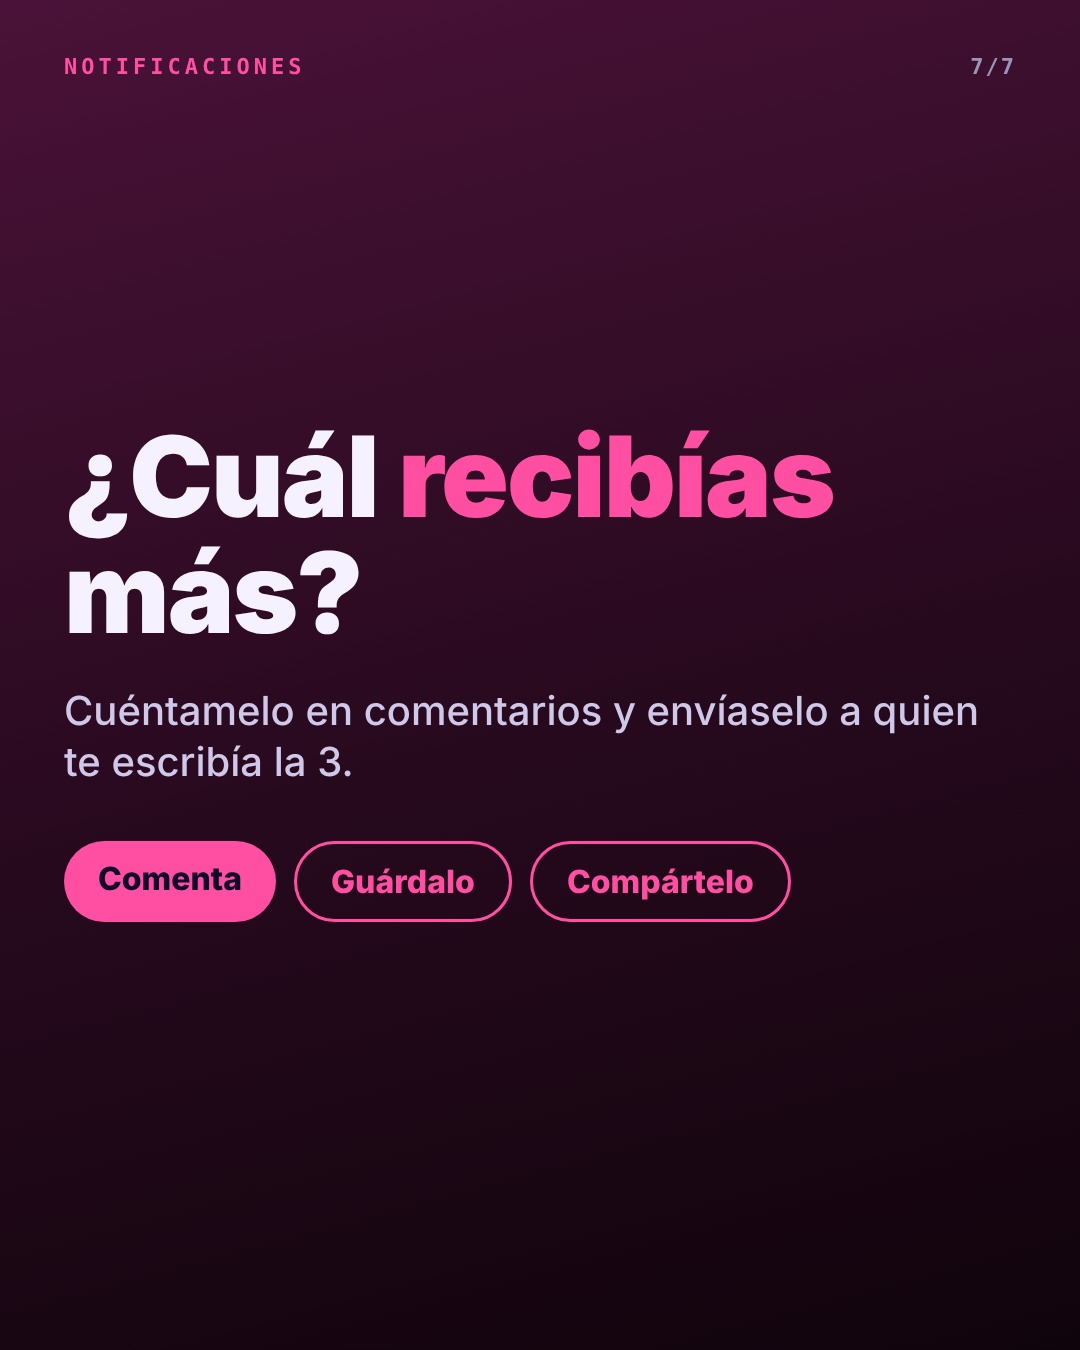 NOTIFICACIONES
7/7
¿Cuál recibías
más?
Cuéntamelo en comentarios y envíaselo a quien
te escribía la 3.
Comenta
Guárdalo
Compártelo